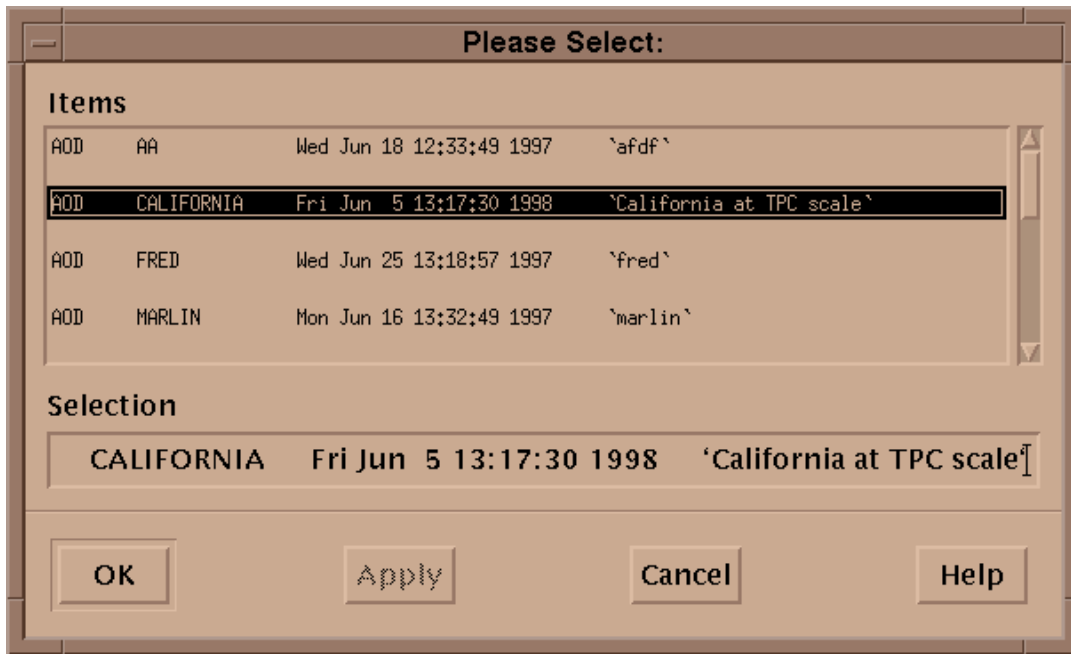 Please Select:
Items
AOD AA Wed Jun 18 12:33:49 1997 `afdf`
AOD CALIFORNIA Fri Jun 5 13:17:30 1998 `California at TPC scale`
AOD FRED Wed Jun 25 13:18:57 1997 `fred`
AOD MARLIN Mon Jun 16 13:32:49 1997 `marlin`
Selection
CALIFORNIA Fri Jun 5 13:17:30 1998 ‘California at TPC scale‘
OK Apply Cancel Help